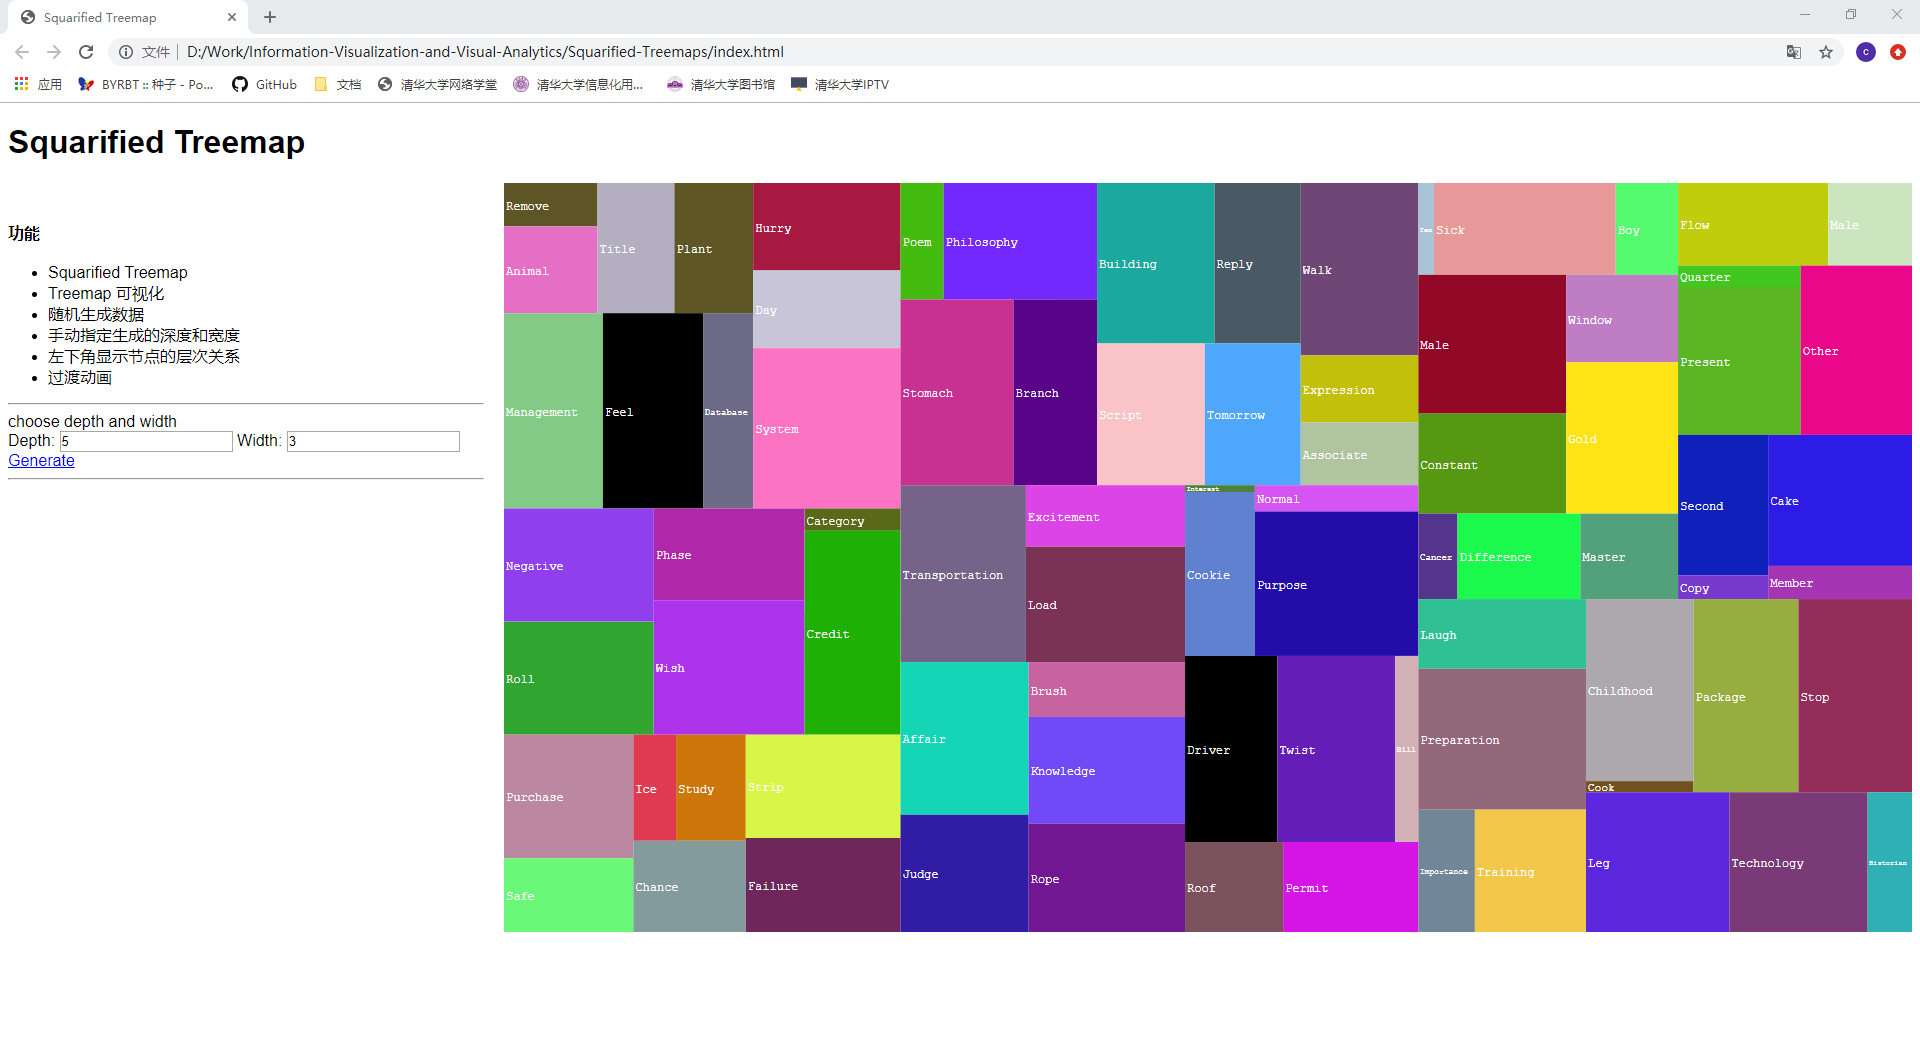 Squarified Treemap
文件
D:/Work/Information-Visualization-and-Visual-Analytics/Squarified-Treemaps/index.html
C
应用
BYRBT :: 种子 - Po...
GitHub
文档
清华大学网络学堂
清华大学信息化用...
清华大学图书馆
清华大学IPTV
Squarified Treemap
功能
Squarified Treemap
Treemap 可视化
随机生成数据
手动指定生成的深度和宽度
左下角显示节点的层次关系
过渡动画
choose depth and width
Depth: 5 Width: 3
Generate
Remove
Animal
Title
Plant
Hurry
Day
Management
Feel
Database
System
Negative
Roll
Phase
Wish
Category
Credit
Purchase
Safe
Ice
Study
Strip
Chance
Failure
Poem
Philosophy
Stomach
Branch
Building
Reply
Walk
Script
Tomorrow
Expression
Associate
Transportation
Excitement
Load
Affair
Judge
Brush
Knowledge
Rope
Interest
Cookie
Normal
Purpose
Driver
Twist
Bill
Roof
Permit
Sick
Boy
Male
Window
Constant
Gold
Cancer
Difference
Master
Flow
Male
Quarter
Present
Other
Second
Cake
Copy
Member
Laugh
Preparation
Importance
Training
Childhood
Cook
Package
Stop
Leg
Technology
Historian